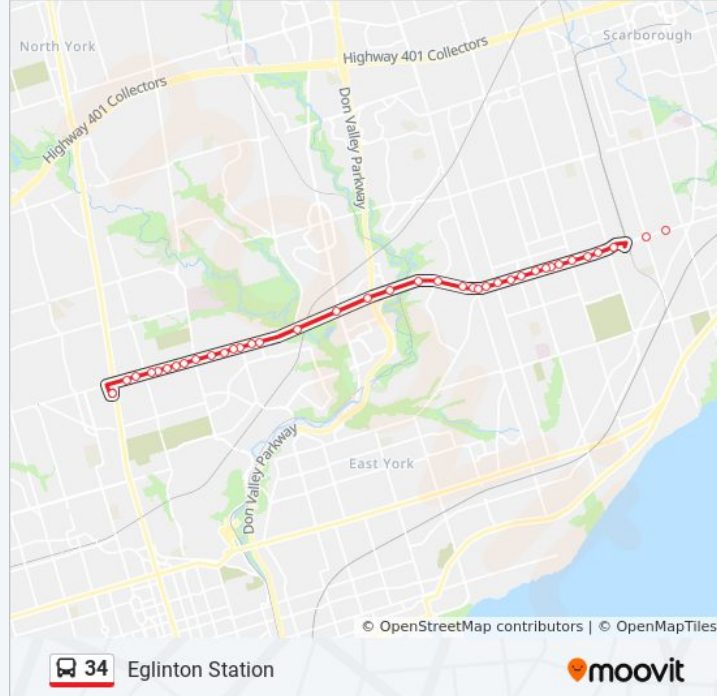 North York
Scarborough
Highway 401 Collectors
Highway 401 Collectors
Don Valley Parkway
Don Valley Parkway
East York
© OpenStreetMap contributors | © OpenMapTiles
34 Eglinton Station
moovit